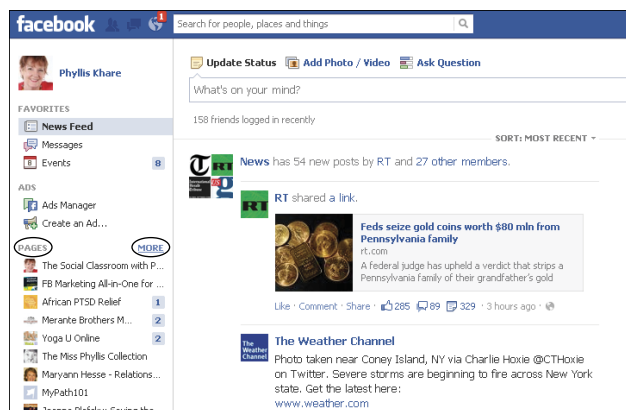 facebook
1
Search for people, places and things
Phyllis Khare
FAVORITES
News Feed
Messages
Events 8
ADS
Ads Manager
Create an Ad...
PAGES MORE
The Social Classroom with P...
FB Marketing All-in-One for ...
African PTSD Relief 1
Merante Brothers M... 2
Yoga U Online 2
The Miss Phyllis Collection
Maryann Hesse - Relations...
MyPath101
Update Status Add Photo / Video Ask Question
What's on your mind?
158 friends logged in recently
SORT: MOST RECENT
News has 54 new posts by RT and 27 other members.
RT
RT shared a link.
RT
Feds seize gold coins worth $80 mln from
Pennsylvania family
rt.com
A federal judge has upheld a verdict that strips a
Pennsylvania family of their grandfather's gold
Like · Comment · Share · 285 89 329 · 3 hours ago ·
The Weather Channel
The
Weather
Channel
Photo taken near Coney Island, NY via Charlie Hoxie @CTHoxie
on Twitter. Severe storms are beginning to fire across New York
state. Get the latest here:
www.weather.com